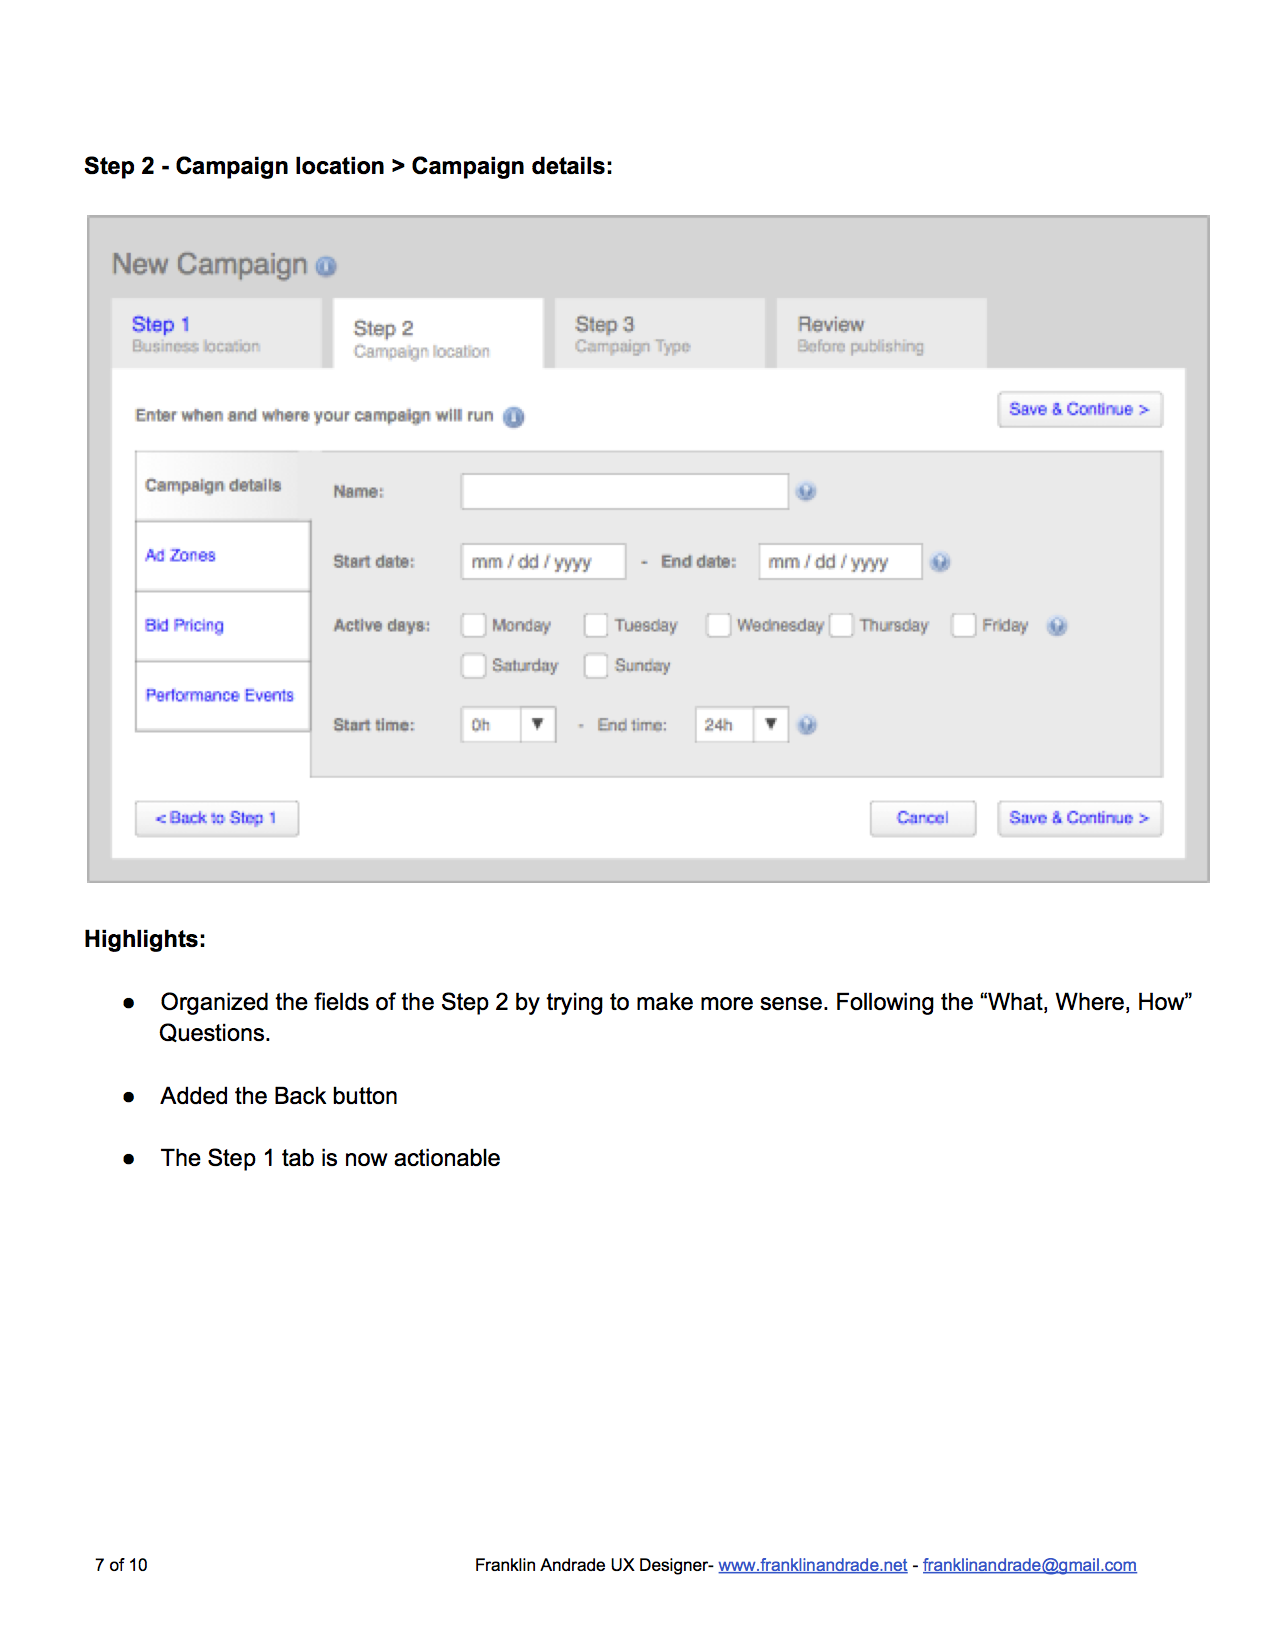 Step 2 - Campaign location > Campaign details:
New Campaign
Step 1
Business location
Step 2
Campaign location
Step 3
Campaign Type
Review
Before publishing
Enter when and where your campaign will run
Save & Continue >
Campaign details
Ad Zones
Bid Pricing
Performance Events
Name:
Start date: mm / dd / yyyy - End date: mm / dd / yyyy
Active days: Monday Tuesday Wednesday Thursday Friday
Saturday Sunday
Start time: 0h ▼ - End time: 24h ▼
< Back to Step 1
Cancel
Save & Continue >
Highlights:
● Organized the fields of the Step 2 by trying to make more sense. Following the “What, Where, How”
Questions.
● Added the Back button
● The Step 1 tab is now actionable
7 of 10
Franklin Andrade UX Designer- www.franklinandrade.net - franklinandrade@gmail.com